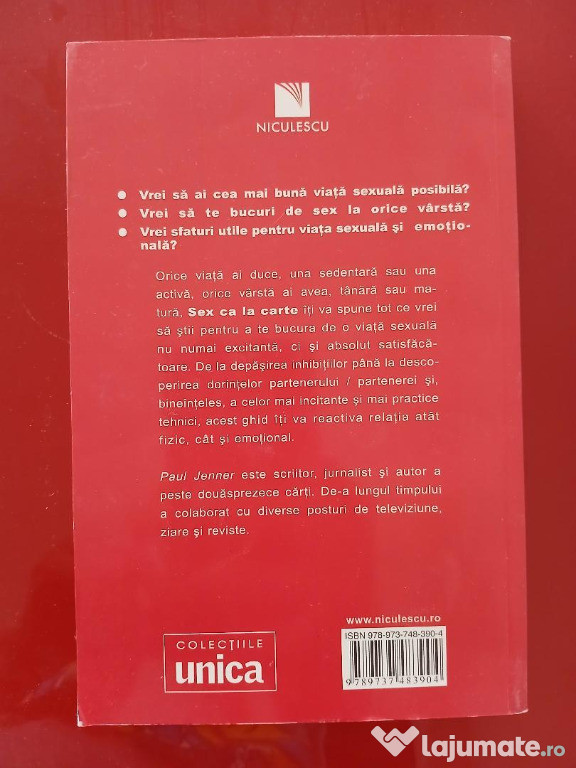 NICULESCU
● Vrei să ai cea mai bună viață sexuală posibilă?
● Vrei să te bucuri de sex la orice vârstă?
● Vrei sfaturi utile pentru viața sexuală și emoțio-
nală?
Orice viață ai duce, una sedentară sau una
activă, orice vârstă ai avea, tânără sau ma-
tură, Sex ca la carte îți va spune tot ce vrei
să știi pentru a te bucura de o viață sexuală
nu numai excitantă, ci și absolut satisfăcă-
toare. De la depășirea inhibițiilor până la desco-
perirea dorințelor partenerului / partenerei și,
bineînțeles, a celor mai incitante și mai practice
tehnici, acest ghid îți va reactiva relația atât
fizic, cât și emoțional.
Paul Jenner este scriitor, jurnalist și autor a
peste douăsprezece cărți. De-a lungul timpului
a colaborat cu diverse posturi de televiziune,
ziare și reviste.
www.niculescu.ro
ISBN 978-973-748-390-4
9 789737 483904
COLECȚIILE
unica
lajumate.ro